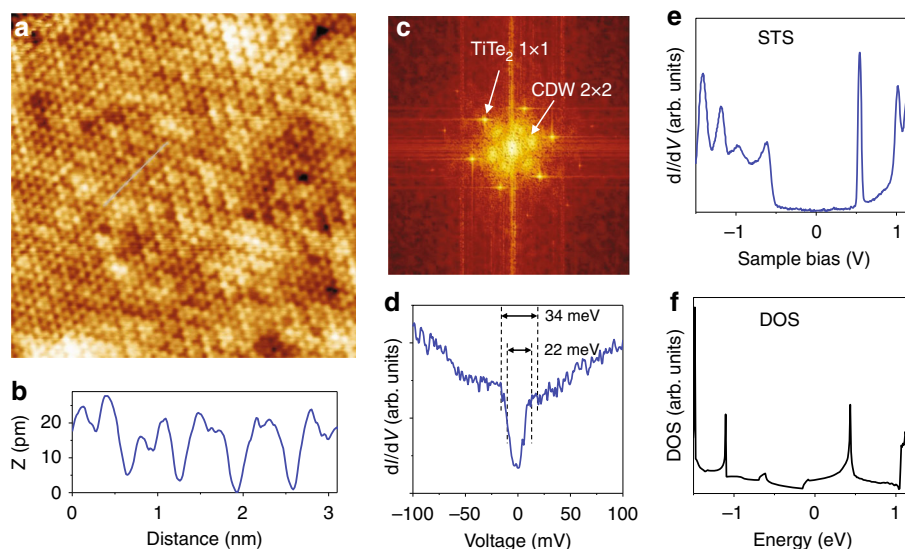 a
b
Z (pm)
20
10
0
0
1
2
3
Distance (nm)
c
TiTe₂ 1×1
CDW 2×2
d
34 meV
22 meV
dI/dV (arb. units)
−100
−50
0
50
100
Voltage (mV)
e
STS
dI/dV (arb. units)
−1
0
1
Sample bias (V)
f
DOS
DOS (arb. units)
−1
0
1
Energy (eV)